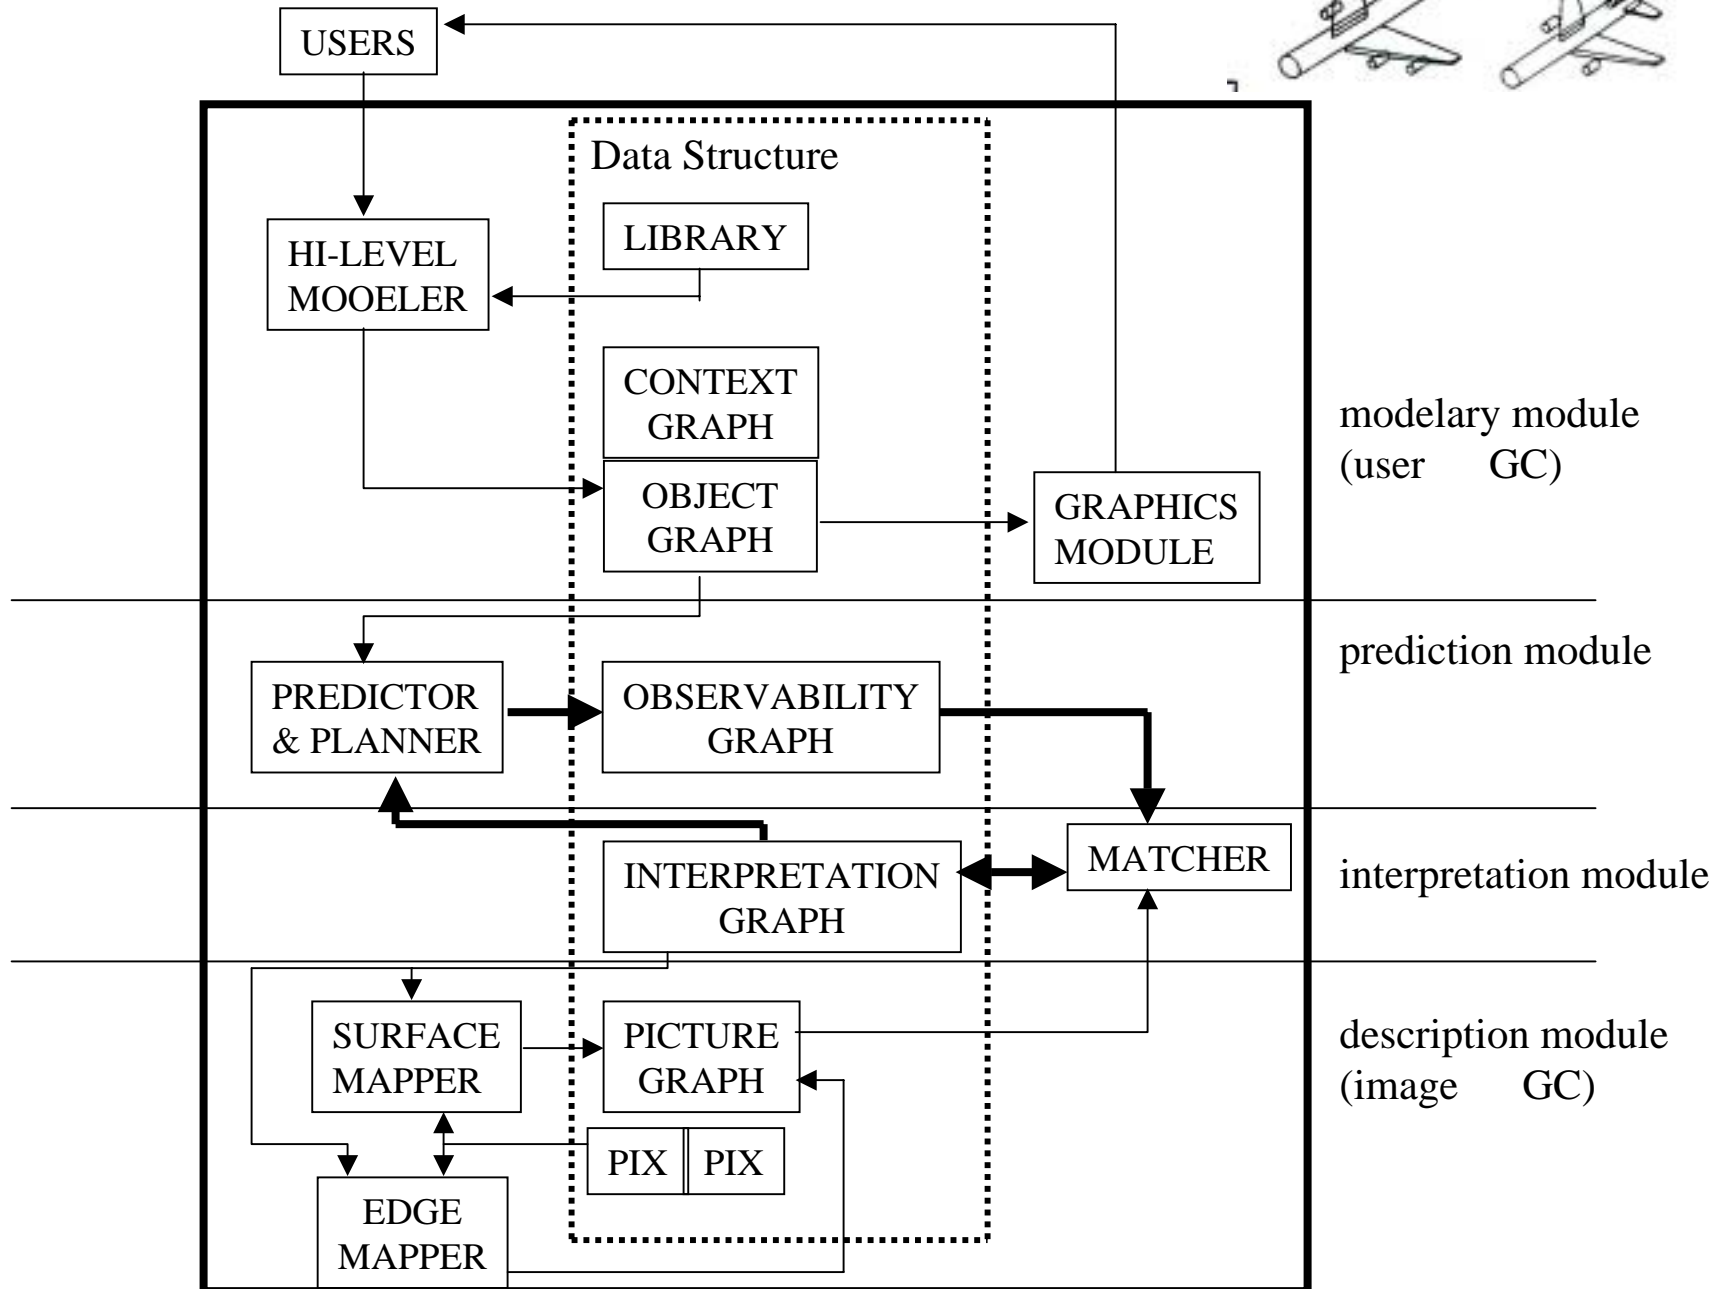 USERS
Data Structure
HI-LEVEL
MOOELER
LIBRARY
CONTEXT
GRAPH
OBJECT
GRAPH
GRAPHICS
MODULE
modelary module
(user GC)
PREDICTOR
& PLANNER
OBSERVABILITY
GRAPH
prediction module
INTERPRETATION
GRAPH
MATCHER
interpretation module
SURFACE
MAPPER
PICTURE
GRAPH
description module
(image GC)
PIX PIX
EDGE
MAPPER